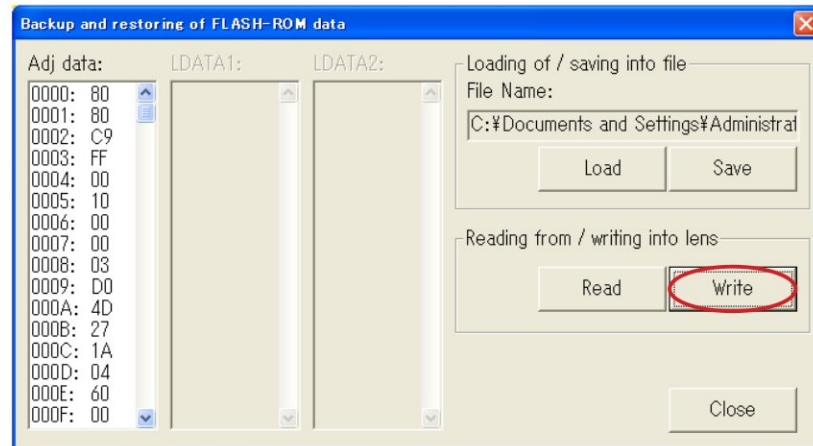 Backup and restoring of FLASH-ROM data
Adj data:
0000: 80
0001: 80
0002: C9
0003: FF
0004: 00
0005: 10
0006: 00
0007: 00
0008: 03
0009: D0
000A: 4D
000B: 27
000C: 1A
000D: 04
000E: 60
000F: 00
LDATA1:
LDATA2:
Loading of / saving into file
File Name:
C:¥Documents and Settings¥Administrat
Load Save
Reading from / writing into lens
Read Write
Close